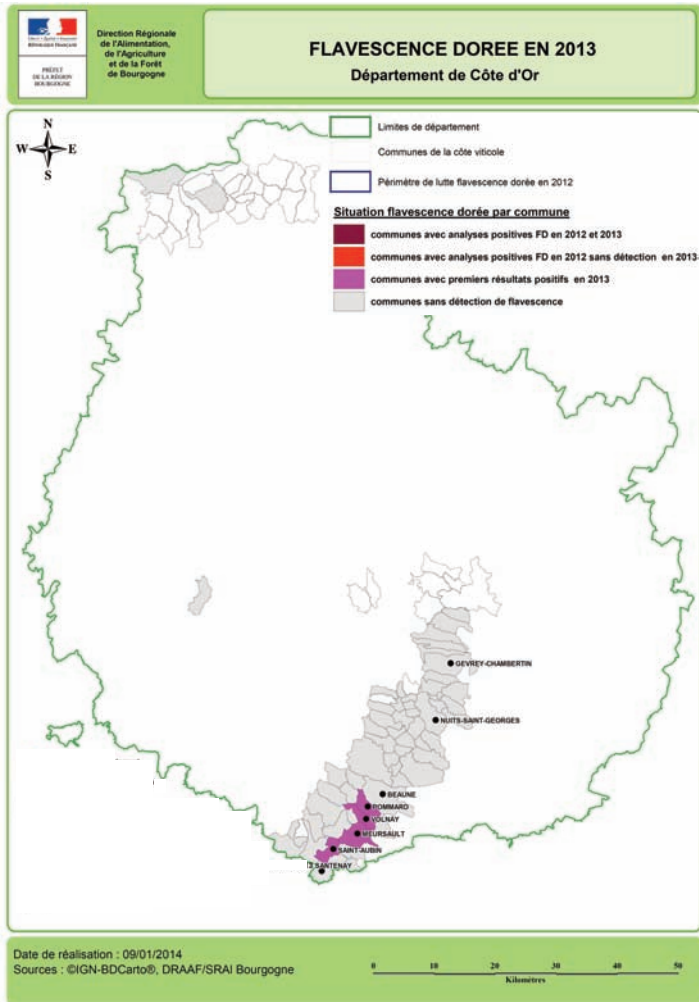 Liberté • Égalité • Fraternité
RÉPUBLIQUE FRANÇAISE
PRÉFET
DE LA RÉGION
BOURGOGNE
Direction Régionale
de l'Alimentation,
de l'Agriculture
et de la Forêt
de Bourgogne
FLAVESCENCE DOREE EN 2013
Département de Côte d'Or
N
W E
S
Limites de département
Communes de la côte viticole
Périmètre de lutte flavescence dorée en 2012
Situation flavescence dorée par commune
communes avec analyses positives FD en 2012 et 2013
communes avec analyses positives FD en 2012 sans détection en 2013
communes avec premiers résultats positifs en 2013
communes sans détection de flavescence
GEVREY-CHAMBERTIN
NUITS-SAINT-GEORGES
BEAUNE
POMMARD
VOLNAY
MEURSAULT
SAINT-AUBIN
SANTENAY
Date de réalisation : 09/01/2014
Sources : ©IGN-BDCarto®, DRAAF/SRAI Bourgogne
0 10 20 30 40 50
Kilomètres